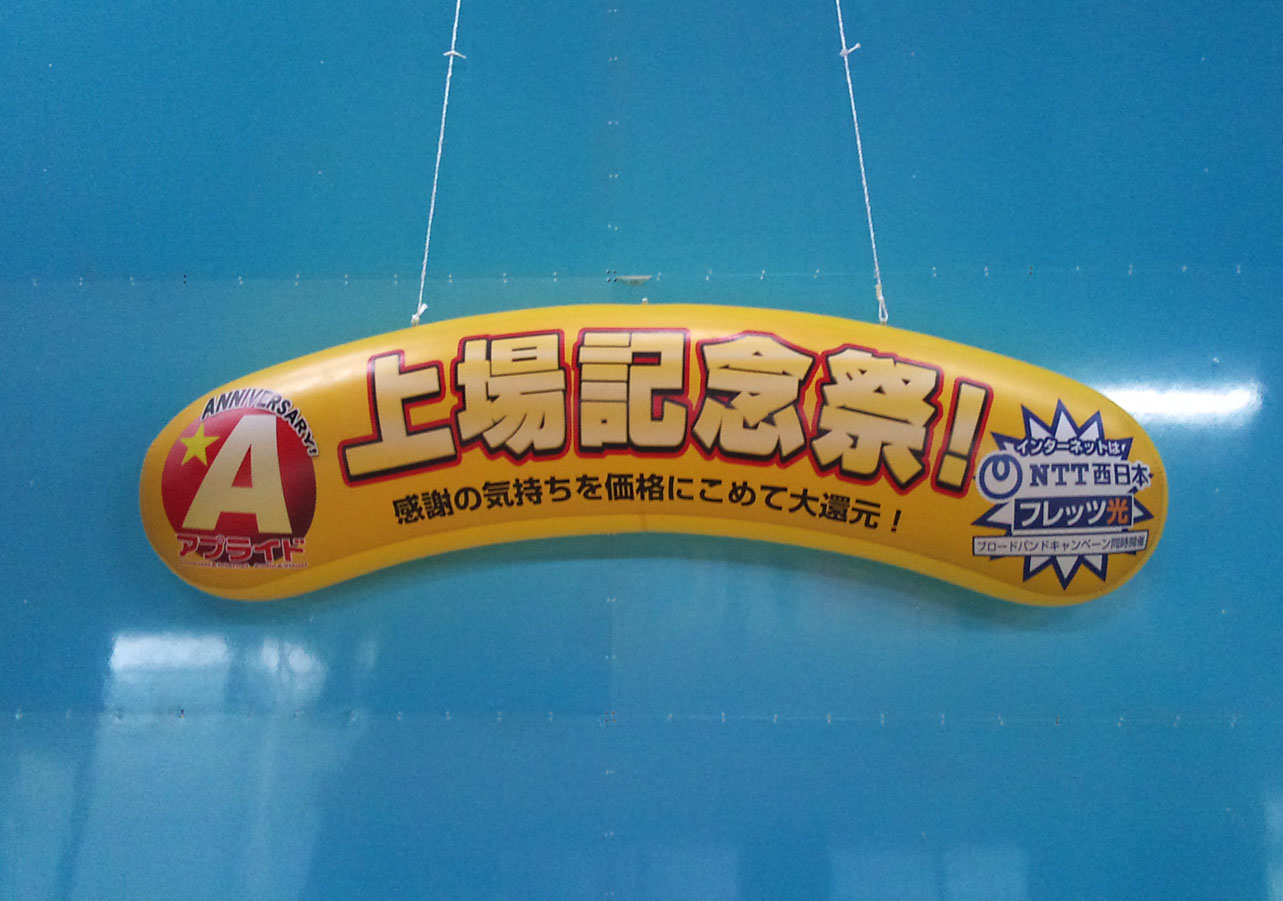 ANNIVERSARY!
A
アプライド
上場記念祭!
感謝の気持ちを価格にこめて大還元!
インターネットは!
NTT西日本
フレッツ光
ブロードバンドキャンペーン同時開催